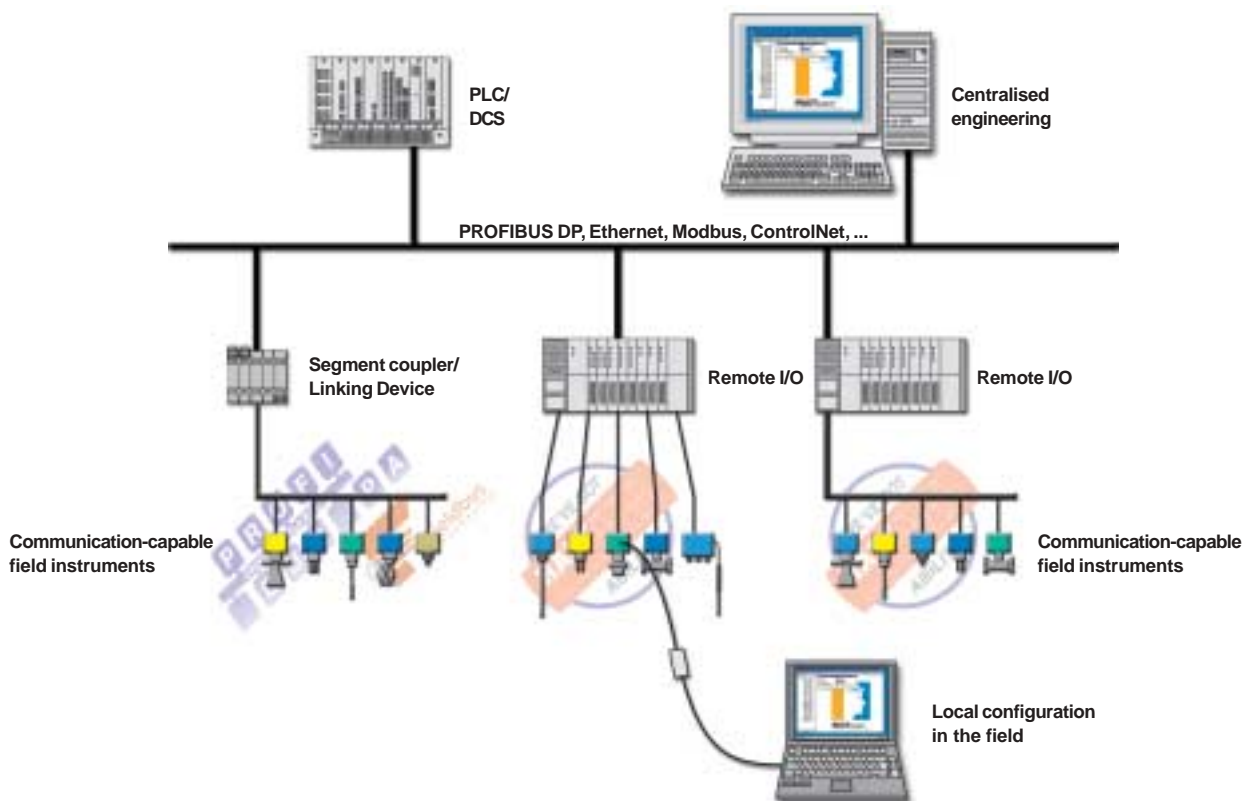 PLC/
DCS
Centralised
engineering
PROFIBUS DP, Ethernet, Modbus, ControlNet, ...
Segment coupler/
Linking Device
Remote I/O
Remote I/O
PROFI
Communication-capable
field instruments
Communication-capable
field instruments
Local configuration
in the field